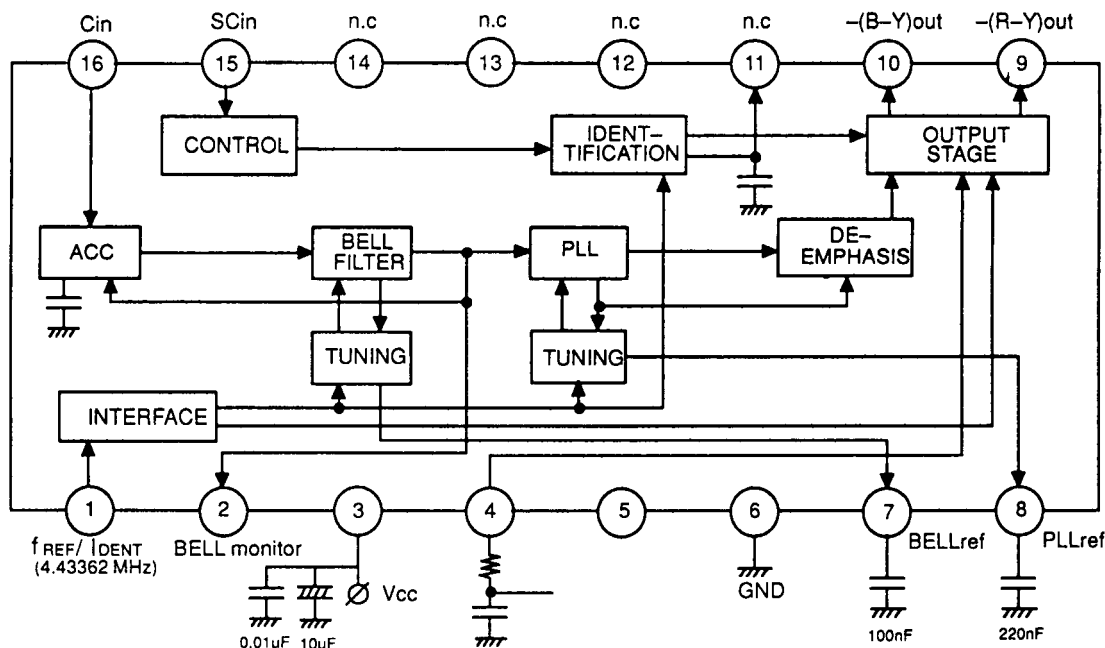 Cin SCin n.c n.c n.c n.c –(B–Y)out –(R–Y)out
16 15 14 13 12 11 10 9
CONTROL
IDENT–
TIFICATION
OUTPUT
STAGE
ACC
BELL
FILTER
PLL
DE–
EMPHASIS
TUNING
TUNING
INTERFACE
1 2 3 4 5 6 7 8
fREF/ IDENT
(4.43362 MHz)
BELL monitor
Vcc
GND
BELLref
PLLref
0.01µF
10µF
100nF
220nF